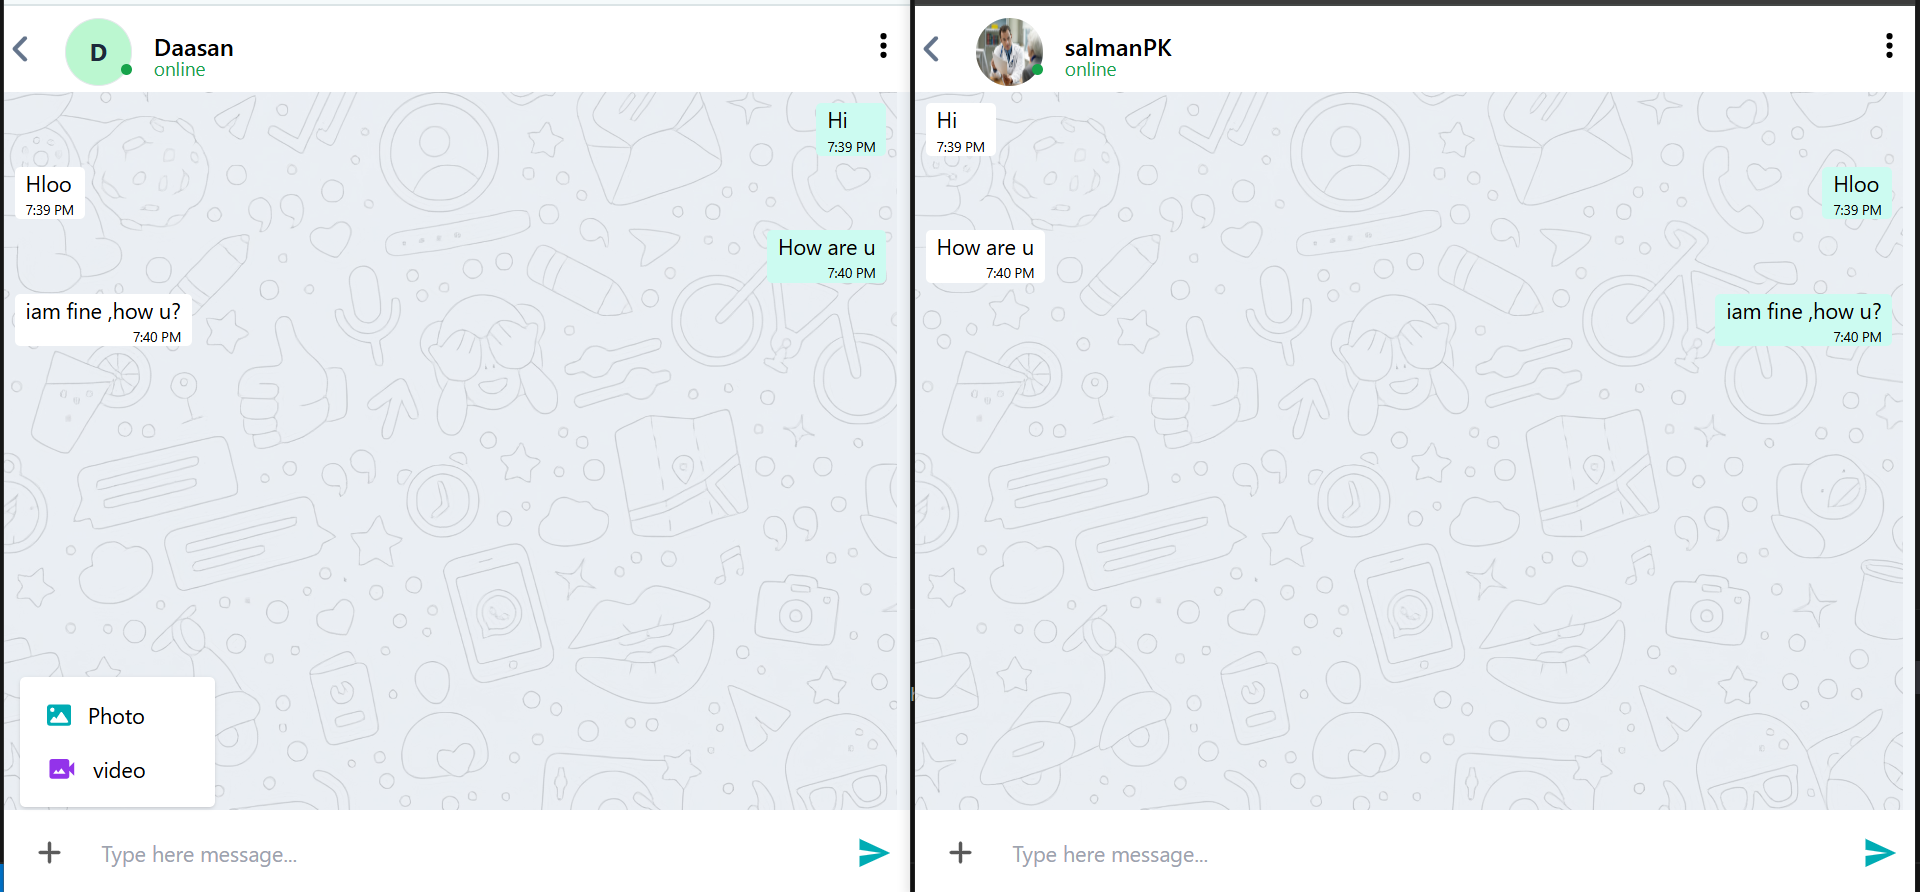 D
Daasan
online
Hi
7:39 PM
Hloo
7:39 PM
How are u
7:40 PM
iam fine ,how u?
7:40 PM
Photo
video
Type here message...
salmanPK
online
Hi
7:39 PM
Hloo
7:39 PM
How are u
7:40 PM
iam fine ,how u?
7:40 PM
Type here message...